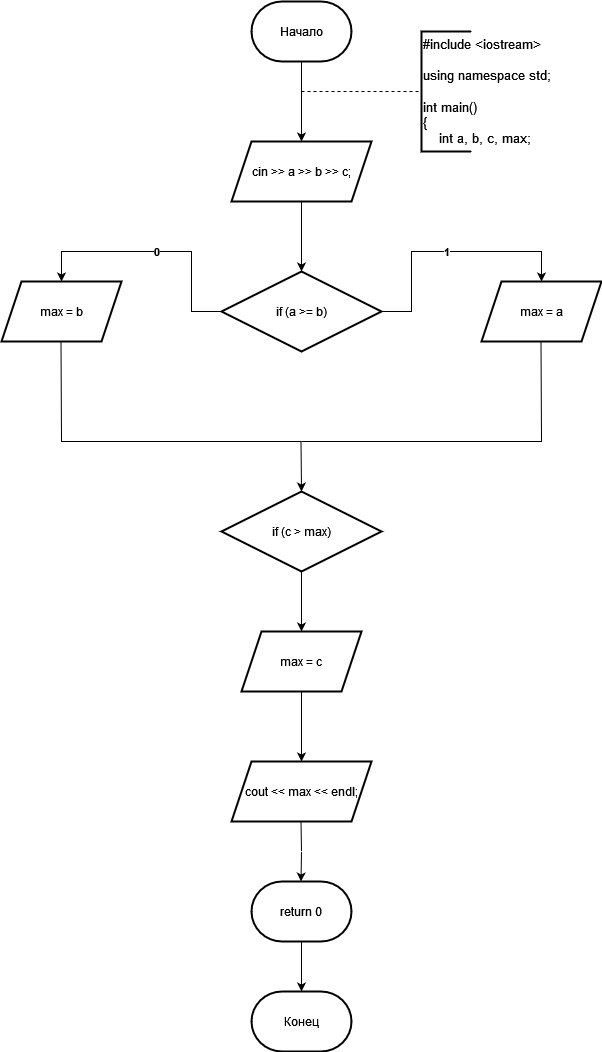 Начало
#include <iostream>
using namespace std;
int main()
{
int a, b, c, max;
cin >> a >> b >> c;
0
1
max = b
if (a >= b)
max = a
if (c > max)
max = c
cout << max << endl;
return 0
Конец